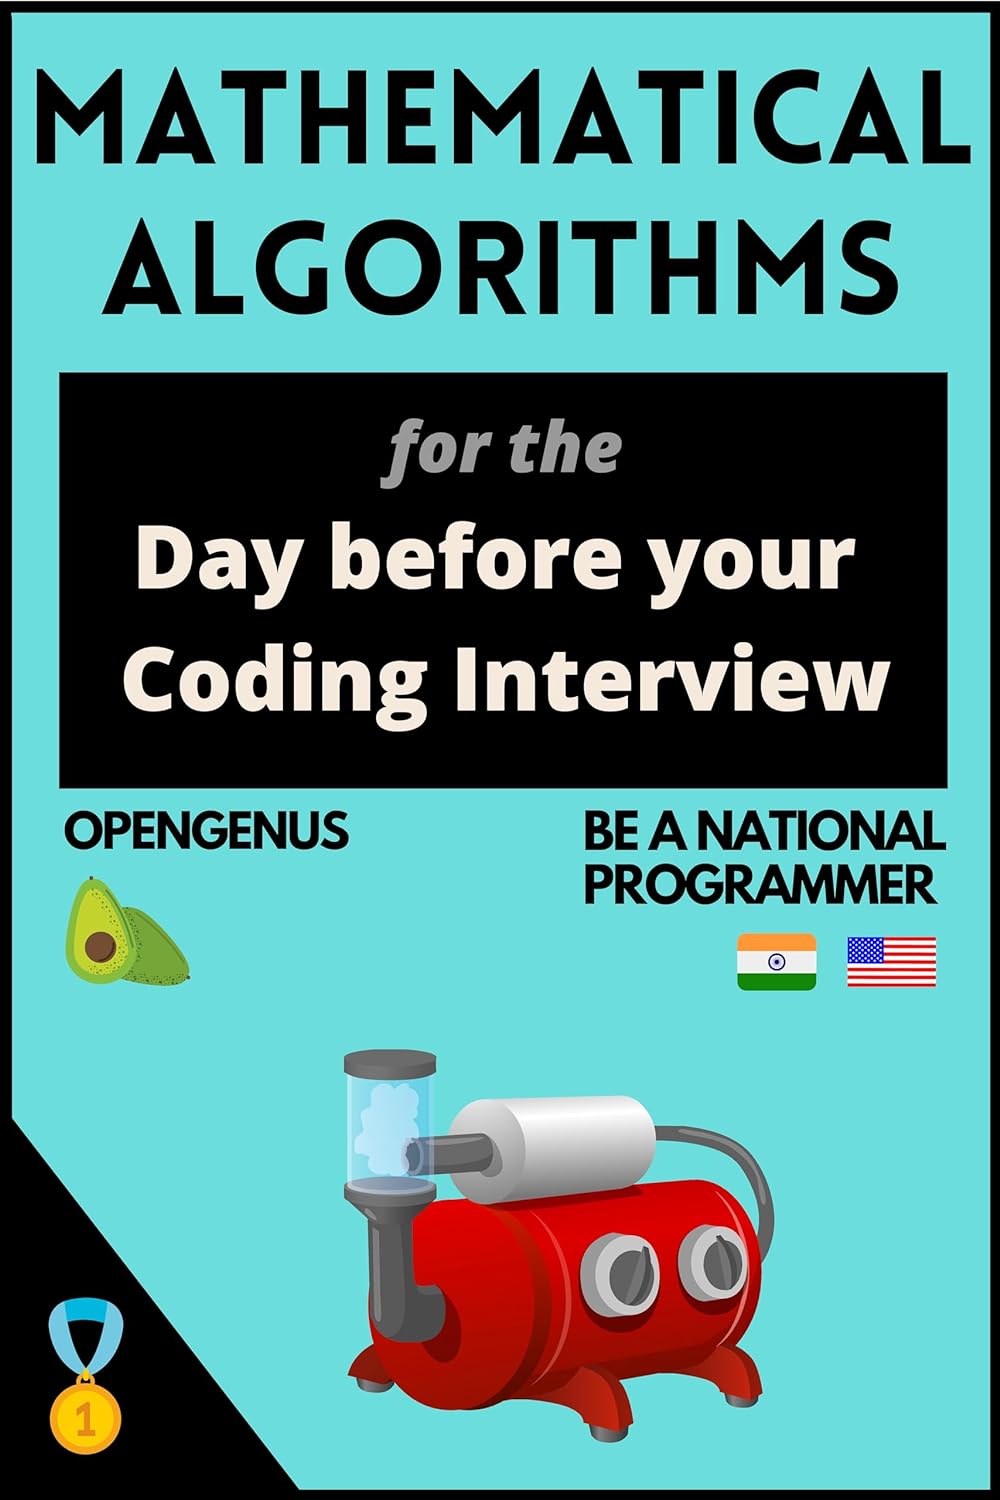 MATHEMATICAL
ALGORITHMS
for the
Day before your
Coding Interview
OPENGENUS
BE A NATIONAL
PROGRAMMER
1